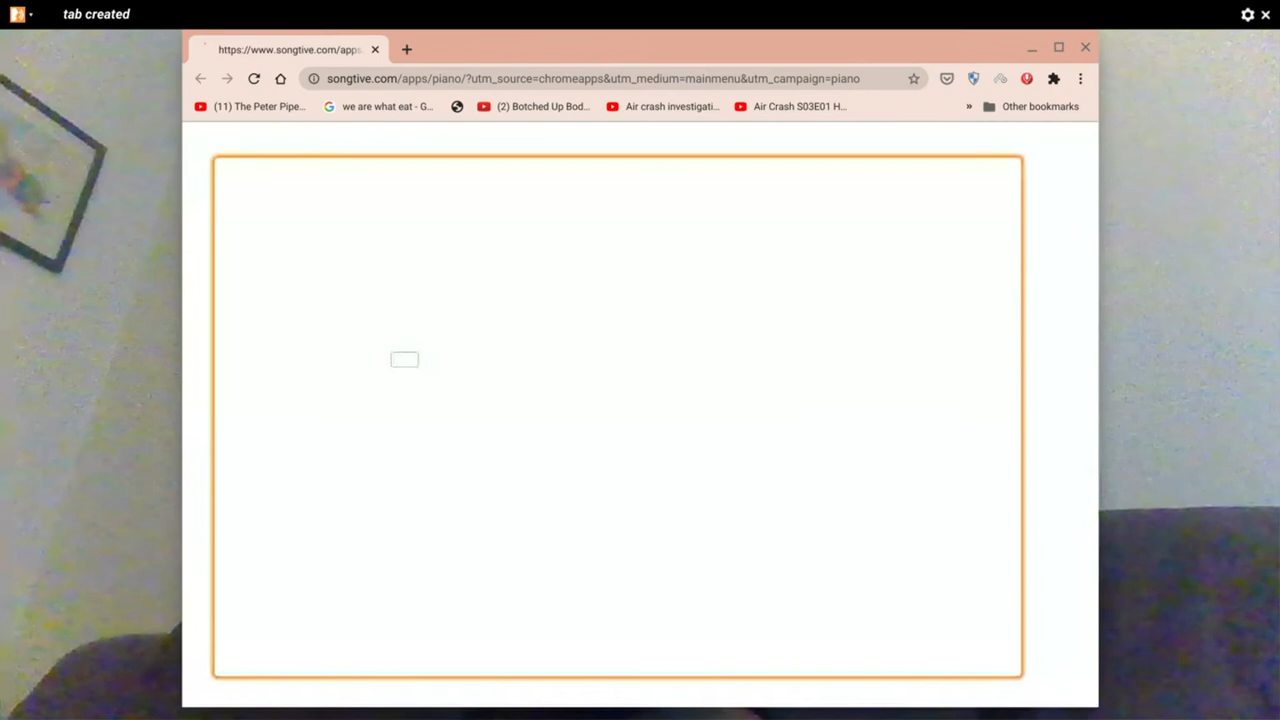 tab created
https://www.songtive.com/apps
songtive.com/apps/piano/?utm_source=chromeapps&utm_medium=mainmenu&utm_campaign=piano
(11) The Peter Pipe...
we are what eat - G...
(2) Botched Up Bod...
Air crash investigati...
Air Crash S03E01 H...
»
Other bookmarks